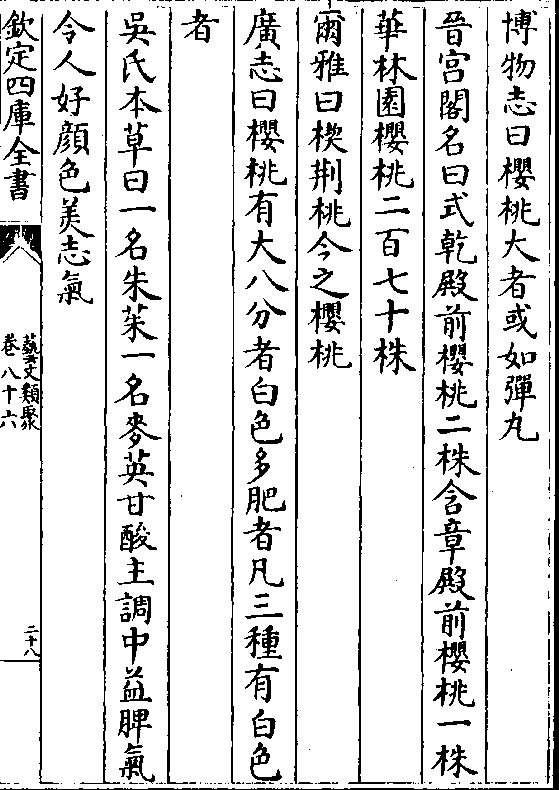 博物志曰櫻桃大者或如彈丸
晉宮閣名曰式乾殿前櫻桃二株含章殿前櫻桃一株
華林園櫻桃二百七十株
爾雅曰楔荆桃今之櫻桃
廣志曰櫻桃有大八分者白色多肥者凡三種有白色
者
吳氏本草曰一名朱茱一名麥英甘酸主調中益脾氣
令人好顔色美志氣
欽定四庫全書
藝文類聚
卷八十六
二十八